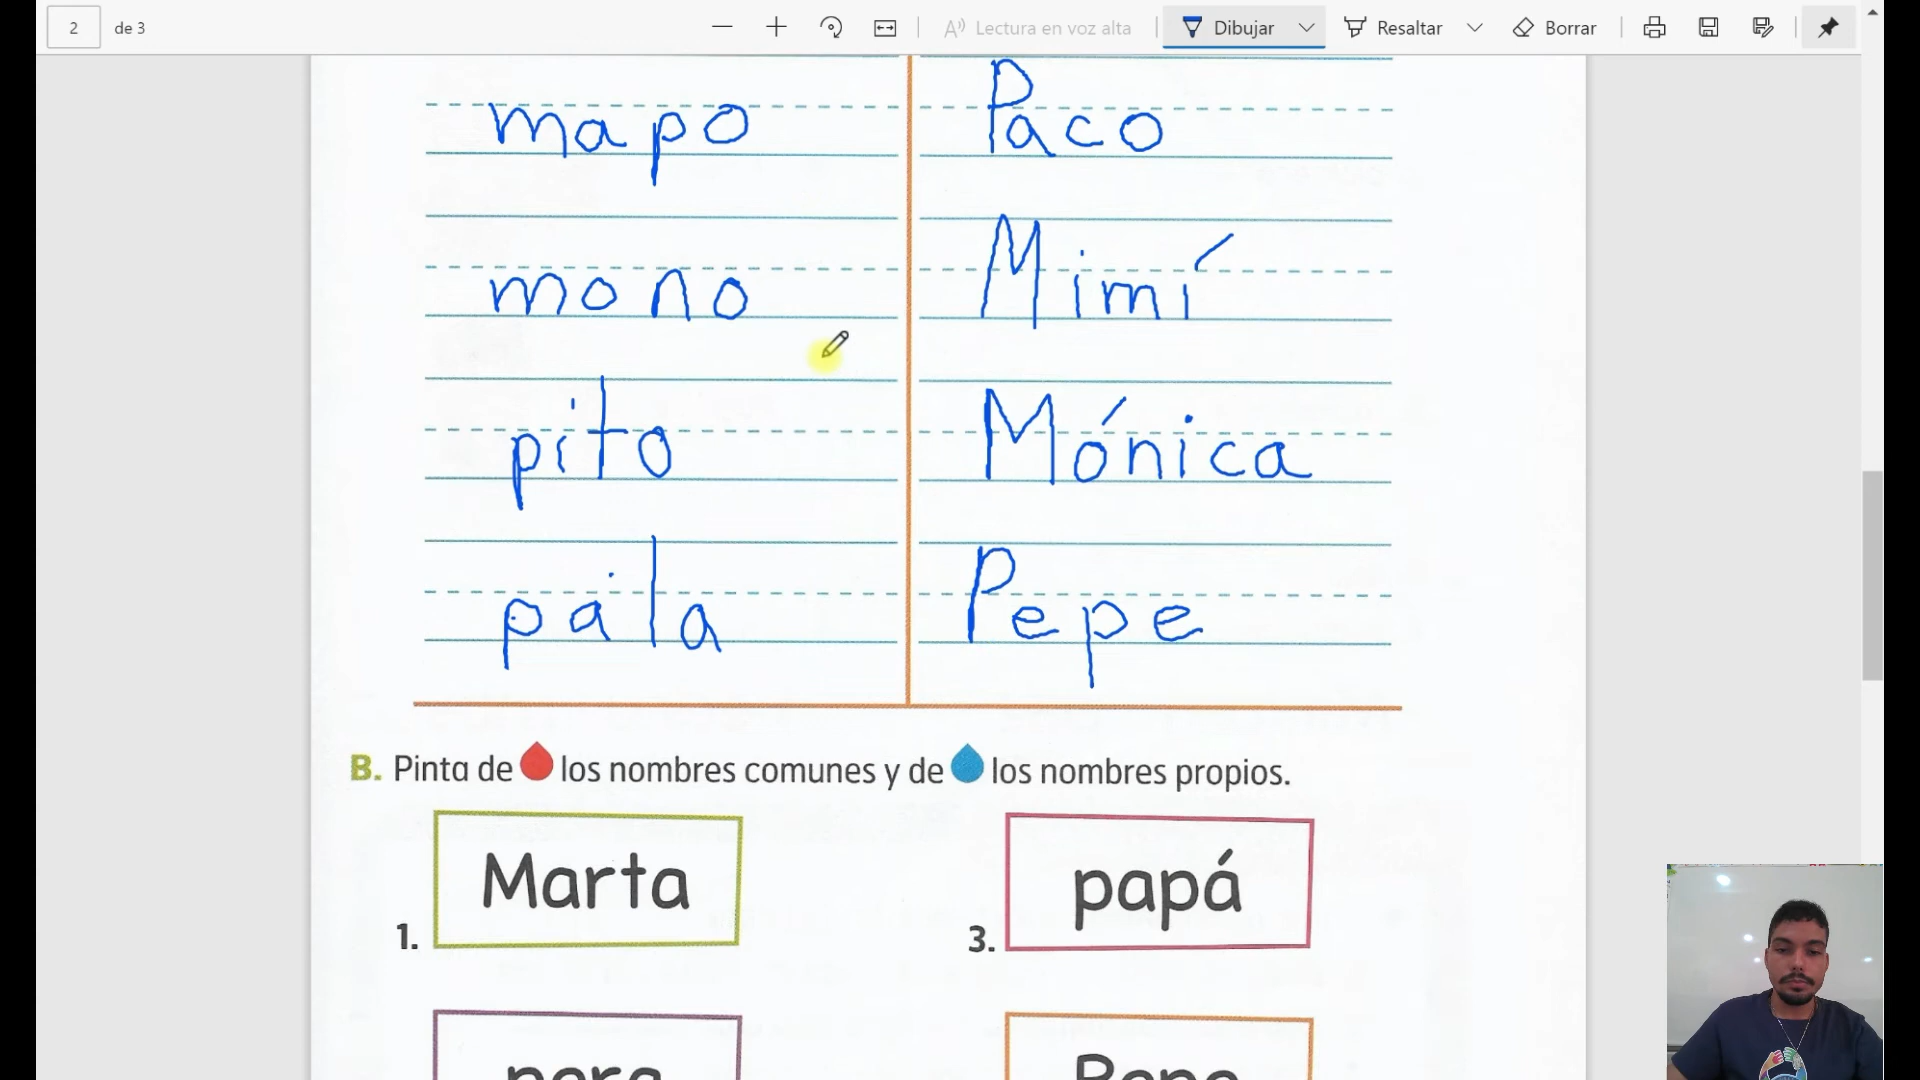 2 de 3 Lectura en voz alta Dibujar Resaltar Borrar
mapo Paco
mono Mimí
pito Mónica
pala Pepe
B. Pinta de los nombres comunes y de los nombres propios.
1. Marta 3. papá